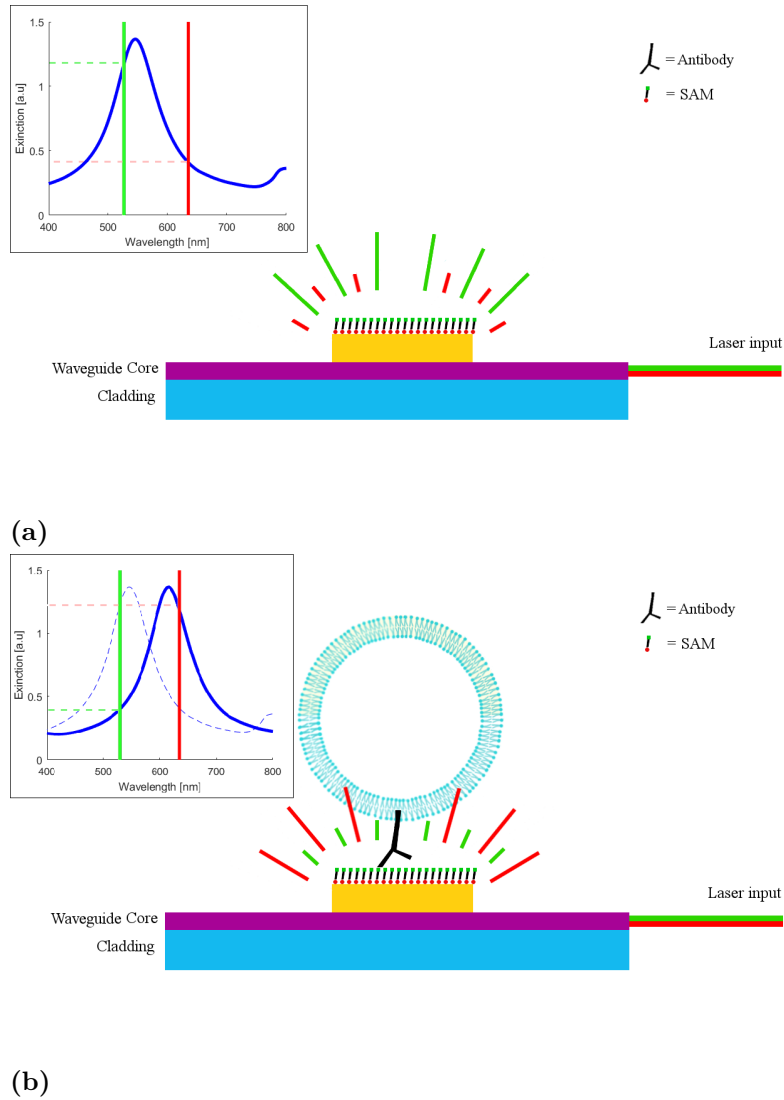 1.5
1
0.5
0
400 500 600 700 800
Exinction [a.u]
Wavelength [nm]
= Antibody
= SAM
Laser input
Waveguide Core
Cladding
(a)
1.5
1
0.5
0
400 500 600 700 800
Exinction [a.u]
Wavelength [nm]
= Antibody
= SAM
Laser input
Waveguide Core
Cladding
(b)